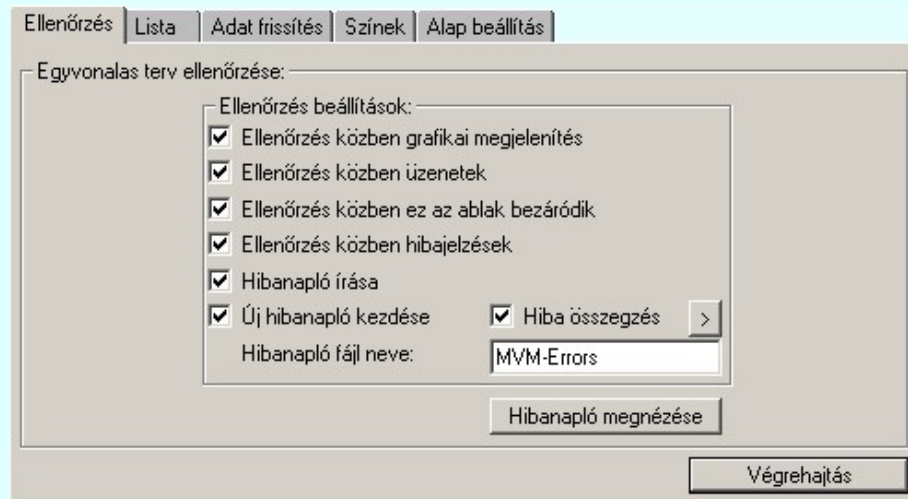 Ellenőrzés Lista Adat frissítés Színek Alap beállítás
Egyvonalas terv ellenőrzése:
Ellenőrzés beállítások:
Ellenőrzés közben grafikai megjelenítés
Ellenőrzés közben üzenetek
Ellenőrzés közben ez az ablak bezáródik
Ellenőrzés közben hibajelzések
Hibanapló írása
Új hibanapló kezdése Hiba összegzés >
Hibanapló fájl neve: MVM-Errors
Hibanapló megnézése
Végrehajtás